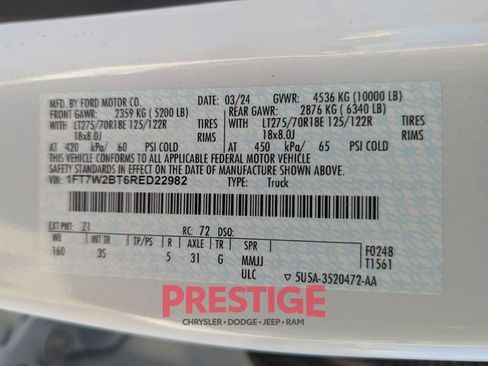 MFD. BY FORD MOTOR CO.
03/24 GVWR: 4536 KG (10000 LB)
FRONT GAWR: 2359 KG (5200 LB)
REAR GAWR: 2876 KG (6340 LB)
WITH LT275/70R18E 125/122R TIRES
WITH LT275/70R18E 125/122R TIRES
18x8.0J RIMS
18x8.0J RIMS
AT 420 kPa/ 60 PSI COLD
AT 450 kPa/ 65 PSI COLD
THIS VEHICLE CONFORMS TO ALL APPLICABLE FEDERAL MOTOR VEHICLE
SAFETY STANDARDS IN EFFECT ON THE DATE OF MANUFACTURE SHOWN ABOVE.
VIN: 1FT7W2BT6RED22982
TYPE: Truck
EXT PNT: Z1 RC: 72 DSO:
WB INT TR TP/PS R AXLE TR SPR
160 3S 5 31 G MMJJ
ULC
F0248
T1561
▽ 5U5A-3520472-AA
PRESTIGE
CHRYSLER • DODGE • JEEP • RAM